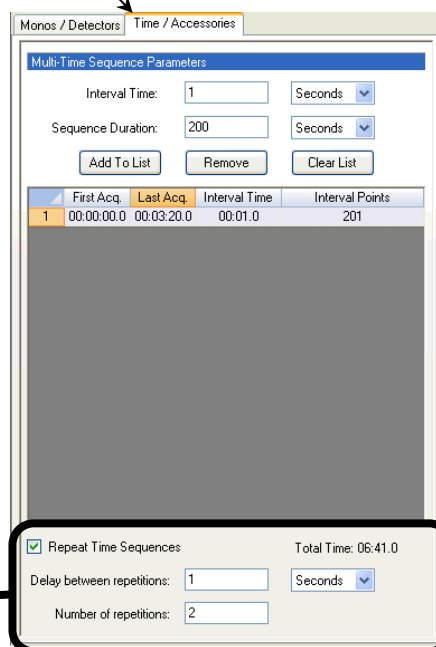 Monos / Detectors Time / Accessories
Multi-Time Sequence Parameters
Interval Time: 1 Seconds
Sequence Duration: 200 Seconds
Add To List Remove Clear List
First Acq. Last Acq. Interval Time Interval Points
1 00:00:00.0 00:03:20.0 00:01.0 201
Repeat Time Sequences Total Time: 06:41.0
Delay between repetitions: 1 Seconds
Number of repetitions: 2